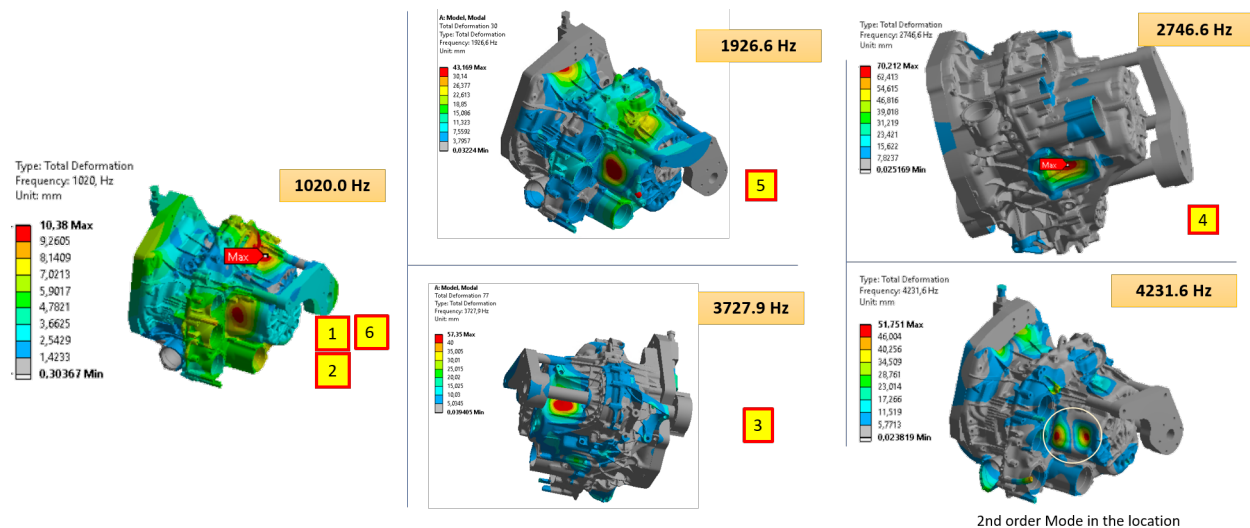 Type: Total Deformation
Frequency: 1020, Hz
Unit: mm
10,38 Max
9,2605
8,1409
7,0213
5,9017
4,7821
3,6625
2,5429
1,4233
0,30367 Min
1020.0 Hz
Max
1
6
2
A: Model, Modal
Total Deformation 30
Type: Total Deformation
Frequency: 1926,6 Hz
Unit: mm
43,169 Max
30,14
26,377
22,613
18,85
15,086
11,323
7,5592
3,7957
0,03224 Min
1926.6 Hz
5
A: Model, Modal
Total Deformation 77
Type: Total Deformation
Frequency: 3727,9 Hz
Unit: mm
57,35 Max
40
35,005
30,01
25,015
20,02
15,025
10,03
5,0345
0,039405 Min
3727.9 Hz
3
Type: Total Deformation
Frequency: 2746,6 Hz
Unit: mm
70,212 Max
62,413
54,615
46,816
39,018
31,219
23,421
15,622
7,8237
0,025169 Min
2746.6 Hz
Max
4
Type: Total Deformation
Frequency: 4231,6 Hz
Unit: mm
51,751 Max
46,004
40,256
34,509
28,761
23,014
17,266
11,519
5,7713
0,023819 Min
4231.6 Hz
2nd order Mode in the location